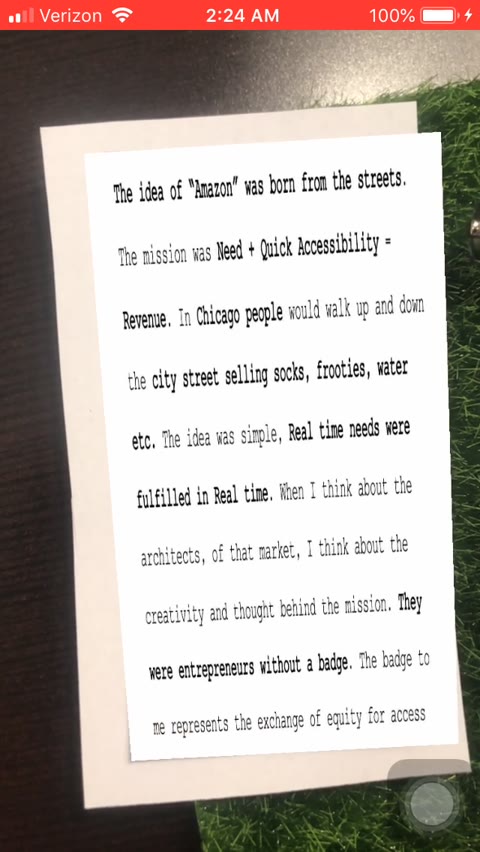 Verizon 2:24 AM 100%
The idea of “Amazon” was born from the streets.
The mission was Need + Quick Accessibility =
Revenue. In Chicago people would walk up and down
the city street selling socks, frooties, water
etc. The idea was simple, Real time needs were
fulfilled in Real time. When I think about the
architects, of that market, I think about the
creativity and thought behind the mission. They
were entrepreneurs without a badge. The badge to
me represents the exchange of equity for access